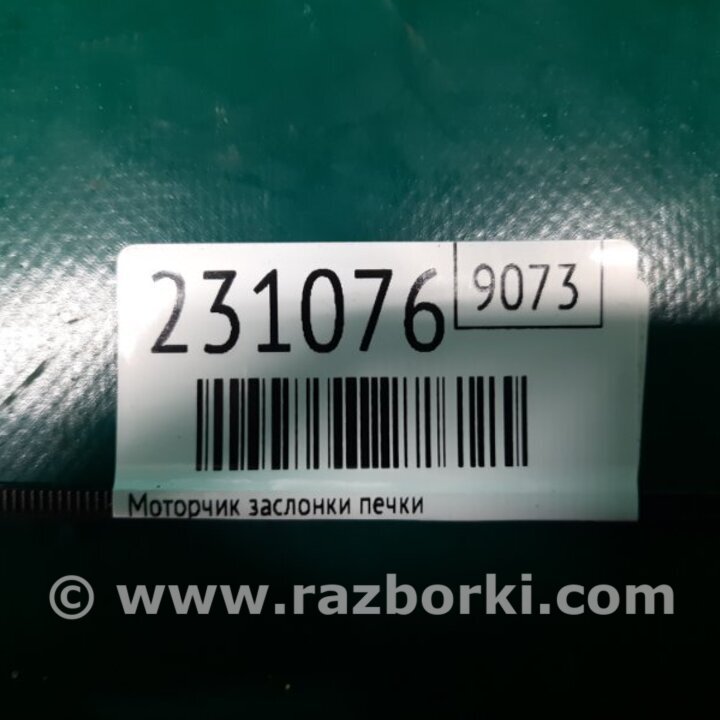 231076 9073
Моторчик заслонки печки
© www.razborki.com